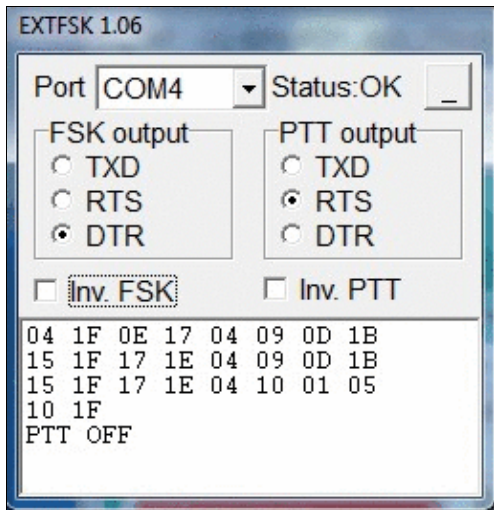 EXTFSK 1.06
Port COM4 Status:OK _
FSK output PTT output
TXD TXD
RTS RTS
DTR DTR
Inv. FSK Inv. PTT
04 1F 0E 17 04 09 0D 1B
15 1F 17 1E 04 09 0D 1B
15 1F 17 1E 04 10 01 05
10 1F
PTT OFF